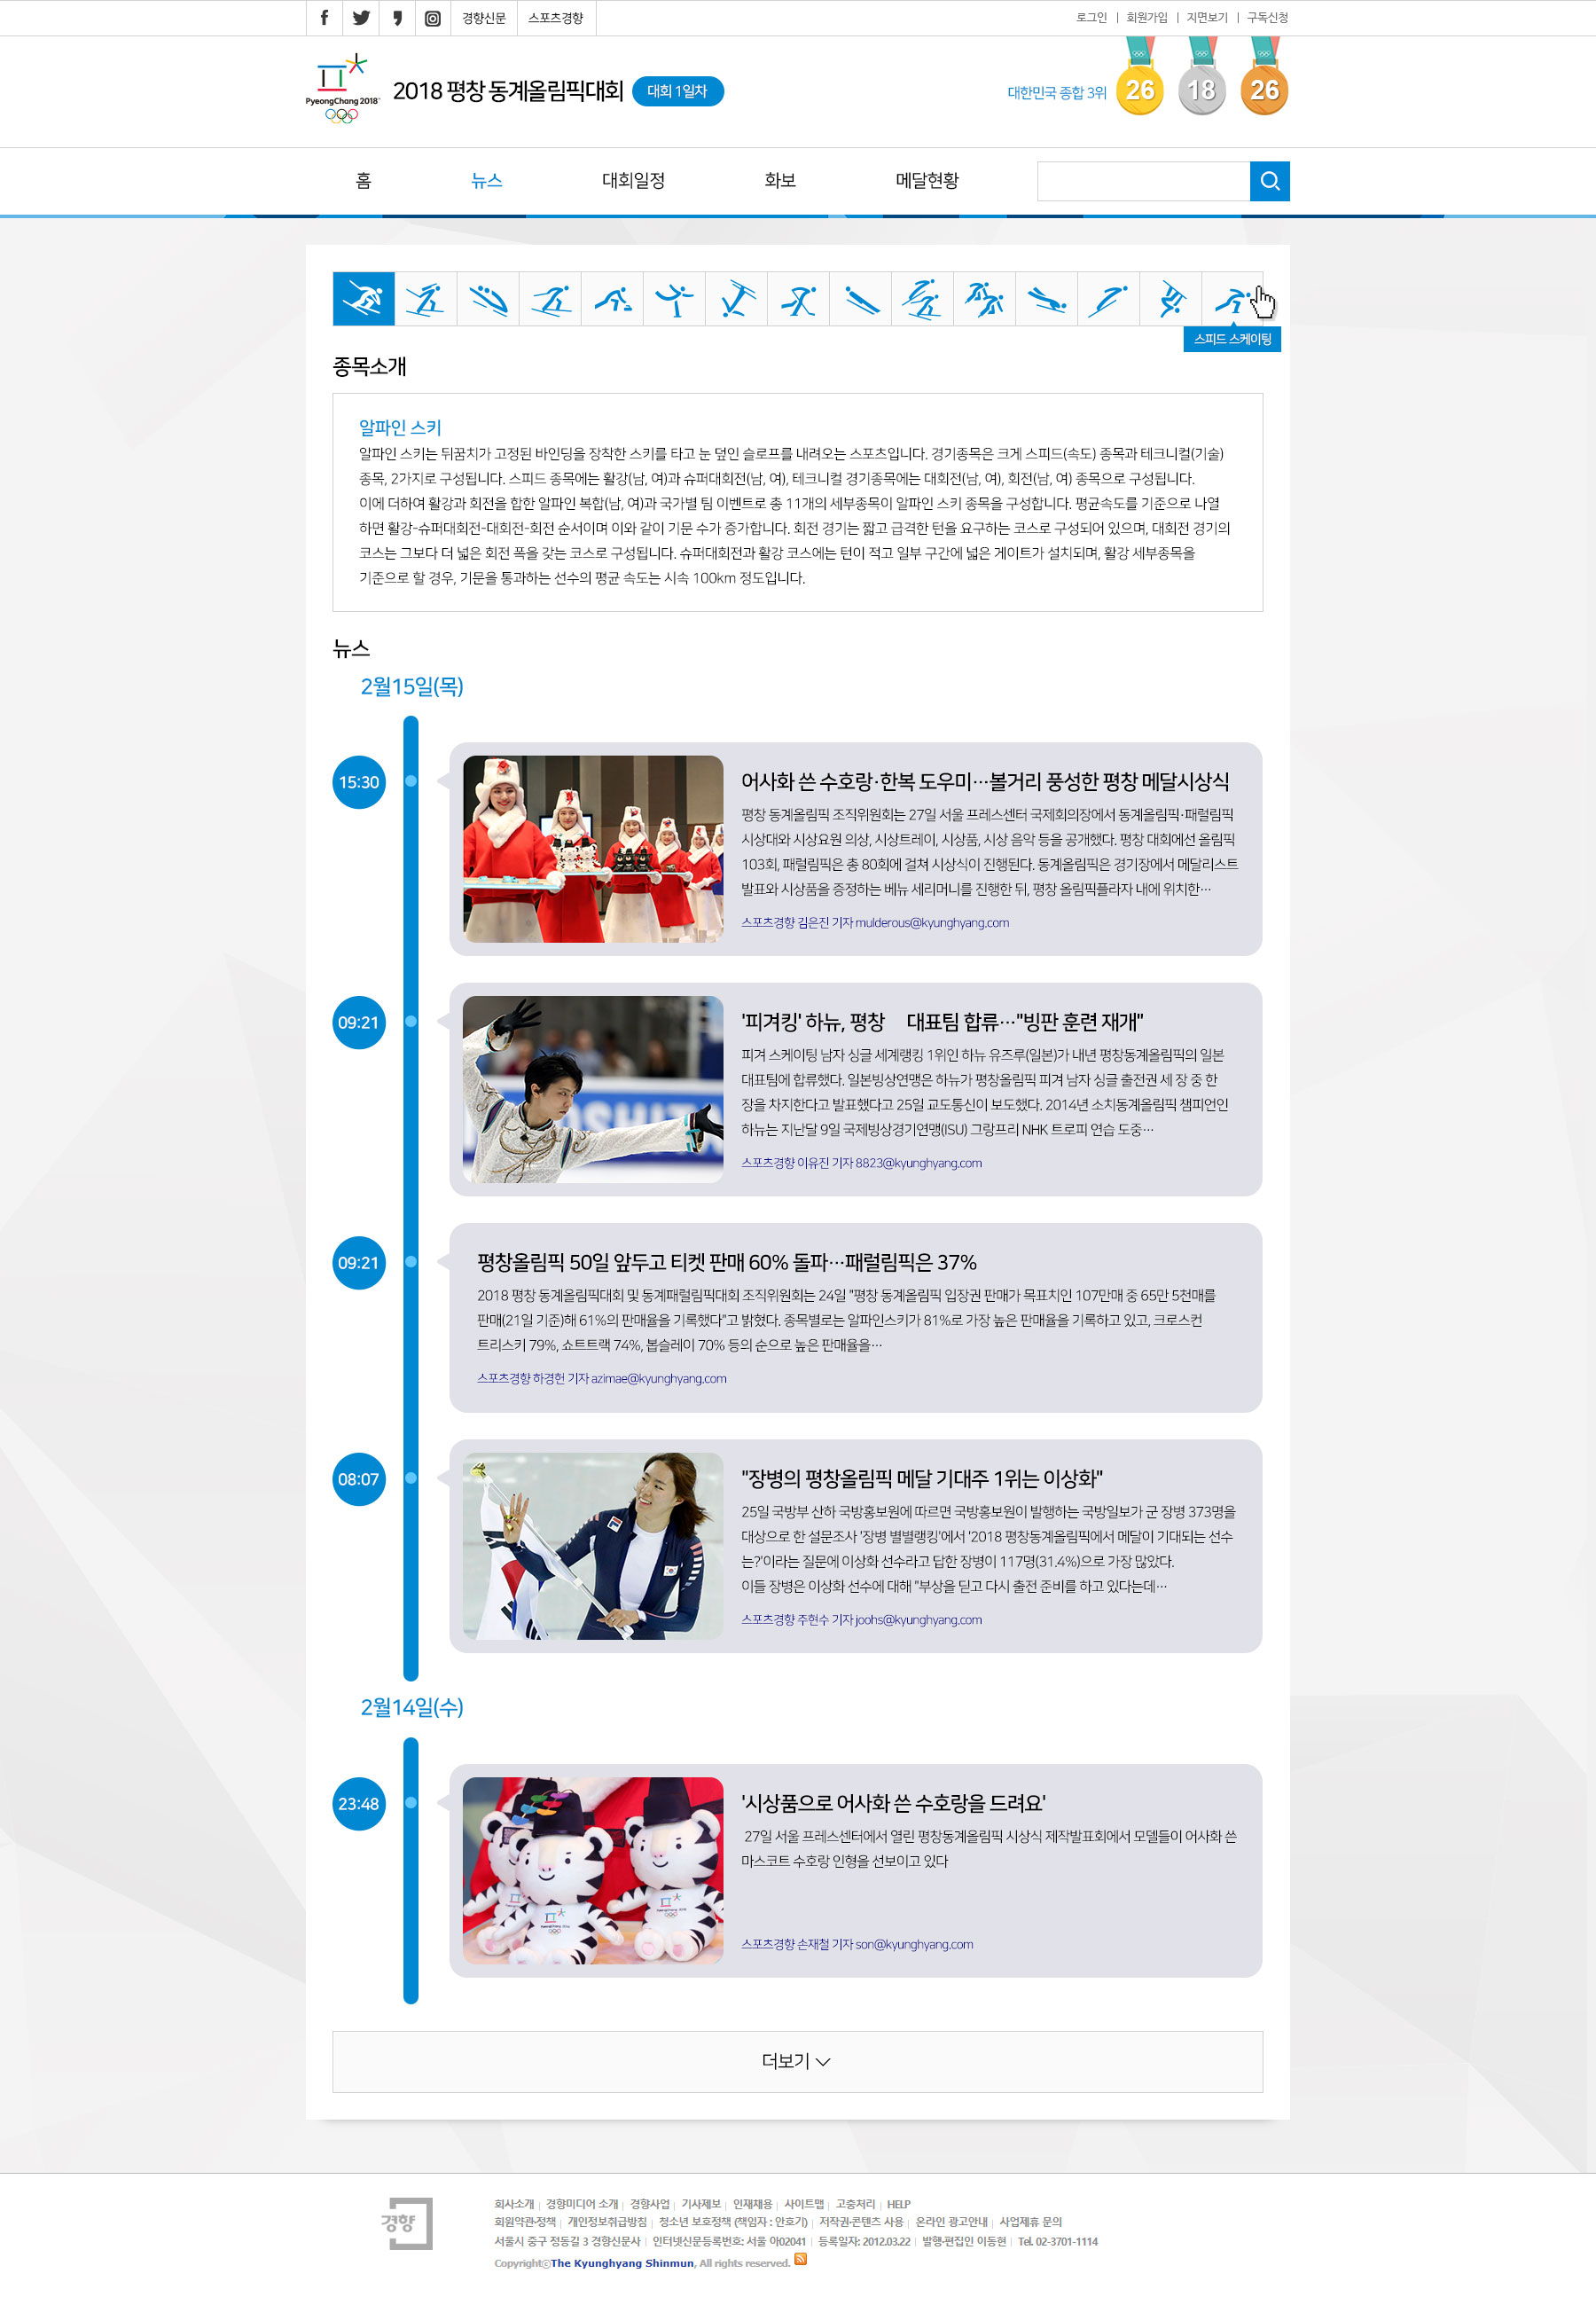 경향신문 스포츠경향
로그인 | 회원가입 | 지면보기 | 구독신청
PyeongChang 2018
2018 평창 동계올림픽대회 대회 1일차
대한민국 종합 3위 26 18 26
홈 뉴스 대회일정 화보 메달현황
스피드 스케이팅
종목소개
알파인 스키
알파인 스키는 뒤꿈치가 고정된 바인딩을 장착한 스키를 타고 눈 덮인 슬로프를 내려오는 스포츠입니다. 경기종목은 크게 스피드(속도) 종목과 테크니컬(기술)
종목, 2가지로 구성됩니다. 스피드 종목에는 활강(남, 여)과 슈퍼대회전(남, 여), 테크니컬 경기종목에는 대회전(남, 여), 회전(남, 여) 종목으로 구성됩니다.
이에 더하여 활강과 회전을 합한 알파인 복합(남, 여)과 국가별 팀 이벤트로 총 11개의 세부종목이 알파인 스키 종목을 구성합니다. 평균속도를 기준으로 나열
하면 활강-슈퍼대회전-대회전-회전 순서이며 이와 같이 기문 수가 증가합니다. 회전 경기는 짧고 급격한 턴을 요구하는 코스로 구성되어 있으며, 대회전 경기의
코스는 그보다 더 넓은 회전 폭을 갖는 코스로 구성됩니다. 슈퍼대회전과 활강 코스에는 턴이 적고 일부 구간에 넓은 게이트가 설치되며, 활강 세부종목을
기준으로 할 경우, 기문을 통과하는 선수의 평균 속도는 시속 100km 정도입니다.
뉴스
2월15일(목)
15:30
어사화 쓴 수호랑·한복 도우미…볼거리 풍성한 평창 메달시상식
평창 동계올림픽 조직위원회는 27일 서울 프레스센터 국제회의장에서 동계올림픽·패럴림픽
시상대와 시상요원 의상, 시상트레이, 시상품, 시상 음악 등을 공개했다. 평창 대회에선 올림픽
103회, 패럴림픽은 총 80회에 걸쳐 시상식이 진행된다. 동계올림픽은 경기장에서 메달리스트
발표와 시상품을 증정하는 베뉴 세리머니를 진행한 뒤, 평창 올림픽플라자 내에 위치한…
스포츠경향 김은진 기자 mulderous@kyunghyang.com
09:21
'피겨킹' 하뉴, 평창 대표팀 합류…"빙판 훈련 재개"
피겨 스케이팅 남자 싱글 세계랭킹 1위인 하뉴 유즈루(일본)가 내년 평창동계올림픽의 일본
대표팀에 합류했다. 일본빙상연맹은 하뉴가 평창올림픽 피겨 남자 싱글 출전권 세 장 중 한
장을 차지한다고 발표했다고 25일 교도통신이 보도했다. 2014년 소치동계올림픽 챔피언인
하뉴는 지난달 9일 국제빙상경기연맹(ISU) 그랑프리 NHK 트로피 연습 도중…
스포츠경향 이유진 기자 8823@kyunghyang.com
09:21
평창올림픽 50일 앞두고 티켓 판매 60% 돌파…패럴림픽은 37%
2018 평창 동계올림픽대회 및 동계패럴림픽대회 조직위원회는 24일 "평창 동계올림픽 입장권 판매가 목표치인 107만매 중 65만 5천매를
판매(21일 기준)해 61%의 판매율을 기록했다"고 밝혔다. 종목별로는 알파인스키가 81%로 가장 높은 판매율을 기록하고 있고, 크로스컨
트리스키 79%, 쇼트트랙 74%, 봅슬레이 70% 등의 순으로 높은 판매율을…
스포츠경향 하경헌 기자 azimae@kyunghyang.com
08:07
"장병의 평창올림픽 메달 기대주 1위는 이상화"
25일 국방부 산하 국방홍보원에 따르면 국방홍보원이 발행하는 국방일보가 군 장병 373명을
대상으로 한 설문조사 '장병 별별랭킹'에서 '2018 평창동계올림픽에서 메달이 기대되는 선수
는?'이라는 질문에 이상화 선수라고 답한 장병이 117명(31.4%)으로 가장 많았다.
이들 장병은 이상화 선수에 대해 "부상을 딛고 다시 출전 준비를 하고 있다는데…
스포츠경향 주현수 기자 joohs@kyunghyang.com
2월14일(수)
23:48
'시상품으로 어사화 쓴 수호랑을 드려요'
27일 서울 프레스센터에서 열린 평창동계올림픽 시상식 제작발표회에서 모델들이 어사화 쓴
마스코트 수호랑 인형을 선보이고 있다
스포츠경향 손재철 기자 son@kyunghyang.com
더보기
경향
회사소개 | 경향미디어 소개 | 경향사업 | 기사제보 | 인재채용 | 사이트맵 | 고충처리 | HELP
회원약관·정책 | 개인정보취급방침 | 청소년 보호정책 (책임자 : 안호기) | 저작권·콘텐츠 사용 | 온라인 광고안내 | 사업제휴 문의
서울시 중구 정동길 3 경향신문사 | 인터넷신문등록번호: 서울 아02041 | 등록일자: 2012.03.22 | 발행·편집인 이동현 | Tel. 02-3701-1114
Copyrightⓒ The Kyunghyang Shinmun, All rights reserved.